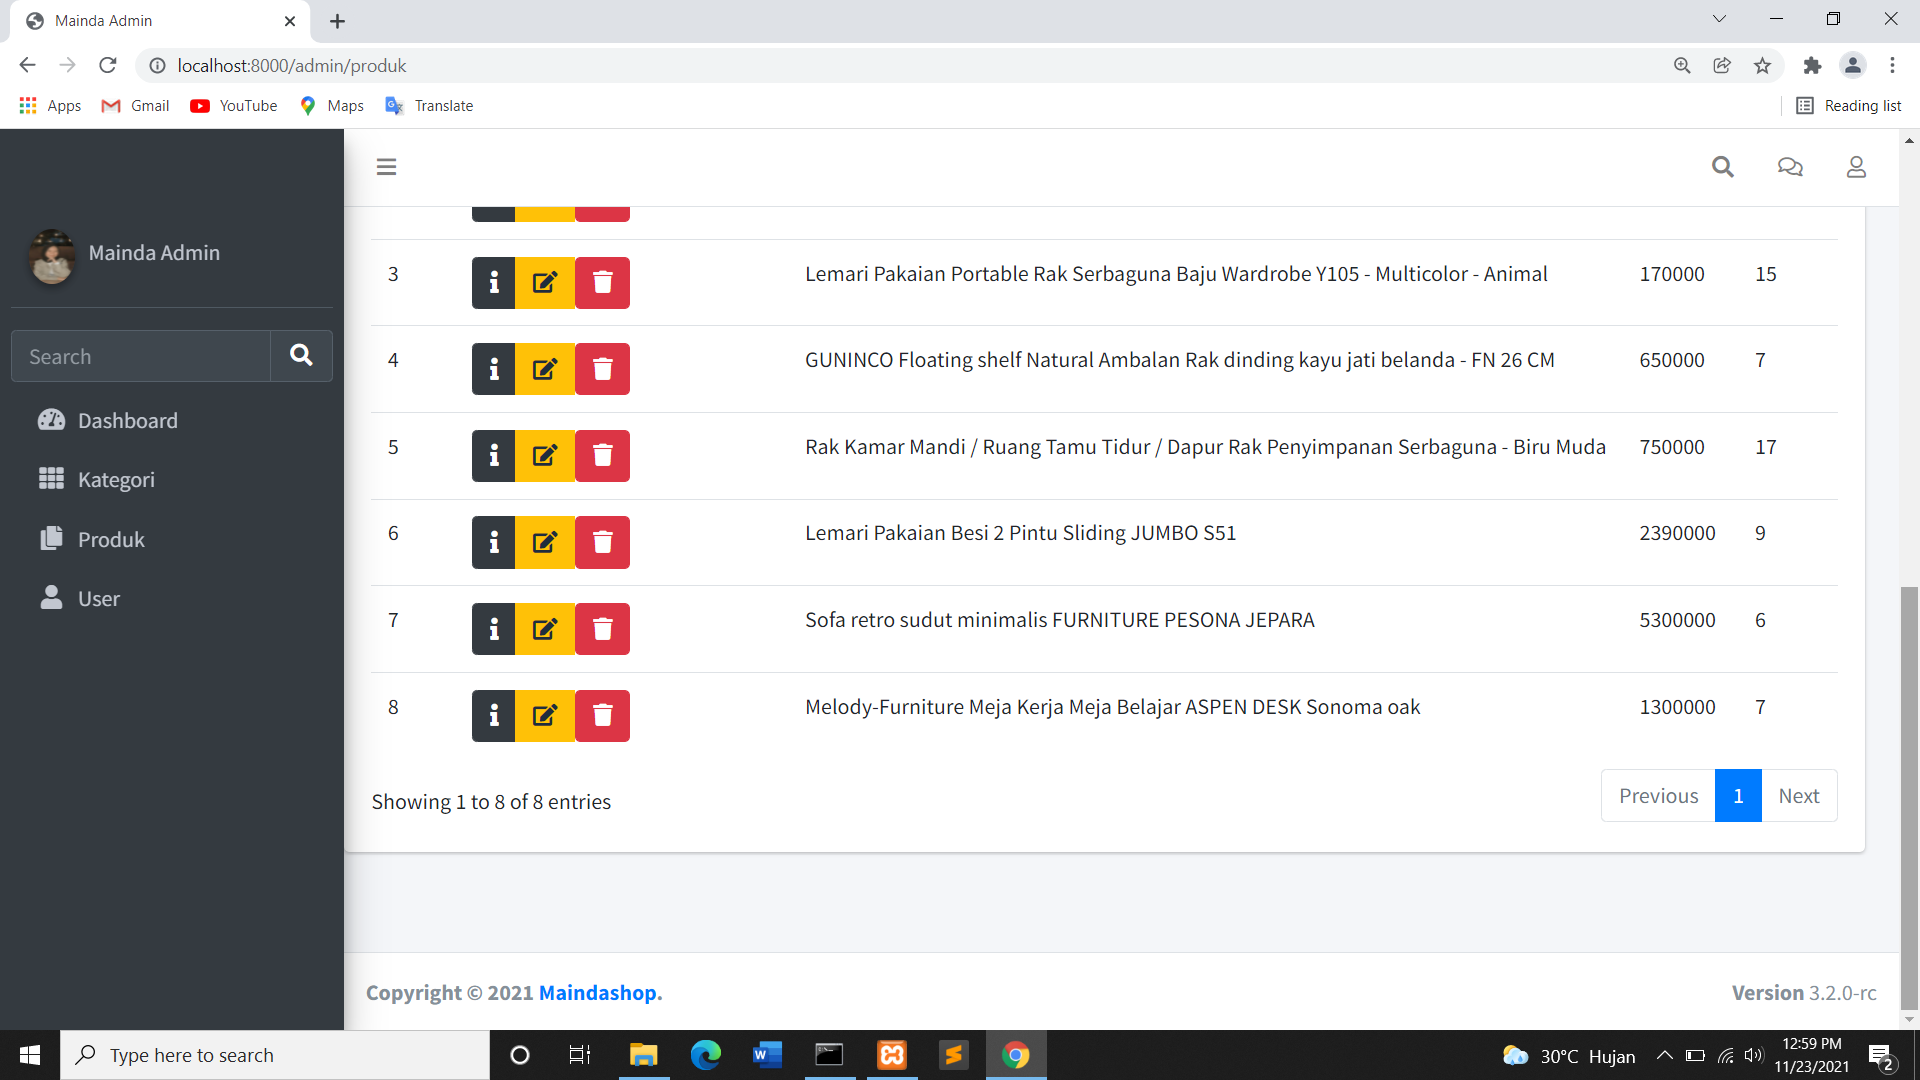 Mainda Admin
localhost:8000/admin/produk
Apps Gmail YouTube Maps Translate Reading list
Mainda Admin
Search
Dashboard
Kategori
Produk
User
3 Lemari Pakaian Portable Rak Serbaguna Baju Wardrobe Y105 - Multicolor - Animal 170000 15
4 GUNINCO Floating shelf Natural Ambalan Rak dinding kayu jati belanda - FN 26 CM 650000 7
5 Rak Kamar Mandi / Ruang Tamu Tidur / Dapur Rak Penyimpanan Serbaguna - Biru Muda 750000 17
6 Lemari Pakaian Besi 2 Pintu Sliding JUMBO S51 2390000 9
7 Sofa retro sudut minimalis FURNITURE PESONA JEPARA 5300000 6
8 Melody-Furniture Meja Kerja Meja Belajar ASPEN DESK Sonoma oak 1300000 7
Showing 1 to 8 of 8 entries
Previous 1 Next
Copyright © 2021 Maindashop.
Version 3.2.0-rc
Type here to search
30°C Hujan
12:59 PM
11/23/2021
2